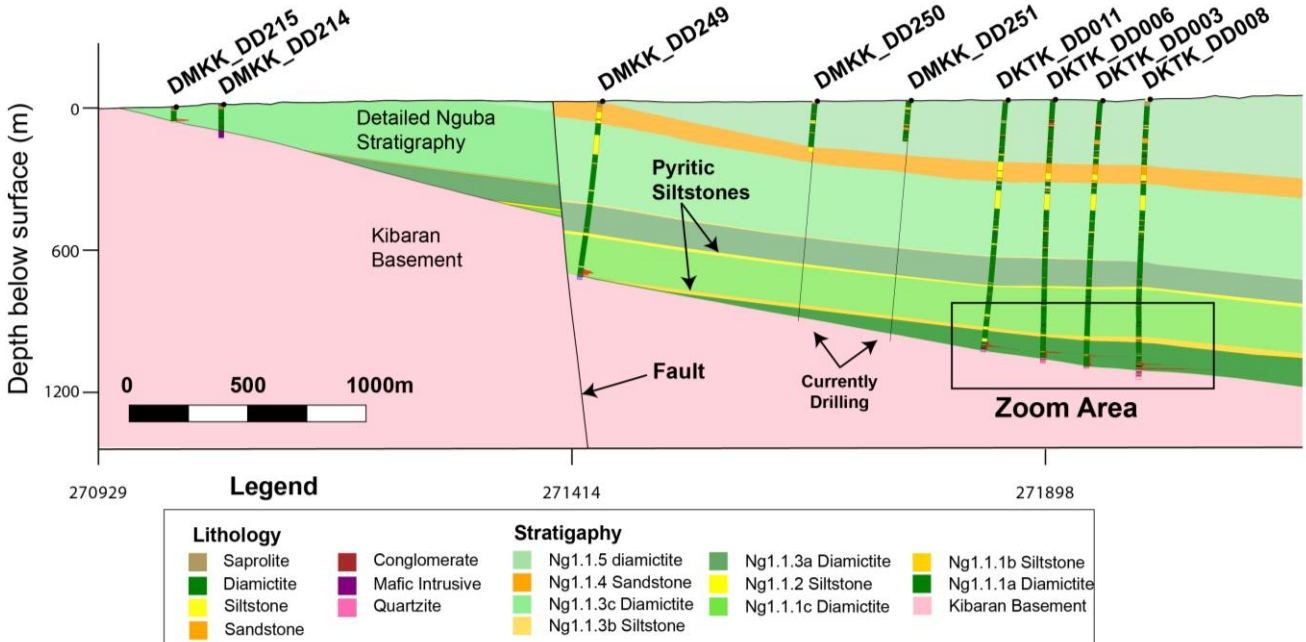 DMKK_DD215
DMKK_DD214
DMKK_DD249
DMKK_DD250
DMKK_DD251
DKTK_DD011
DKTK_DD006
DKTK_DD003
DKTK_DD008
Depth below surface (m)
0
600
1200
Detailed Nguba
Stratigraphy
Kibaran
Basement
Pyritic
Siltstones
Fault
Currently
Drilling
Zoom Area
0 500 1000m
270929 271414 271898
Legend
Lithology
Saprolite
Diamictite
Siltstone
Sandstone
Conglomerate
Mafic Intrusive
Quartzite
Stratigaphy
Ng1.1.5 diamictite
Ng1.1.4 Sandstone
Ng1.1.3c Diamictite
Ng1.1.3b Siltstone
Ng1.1.3a Diamictite
Ng1.1.2 Siltstone
Ng1.1.1c Diamictite
Ng1.1.1b Siltstone
Ng1.1.1a Diamictite
Kibaran Basement